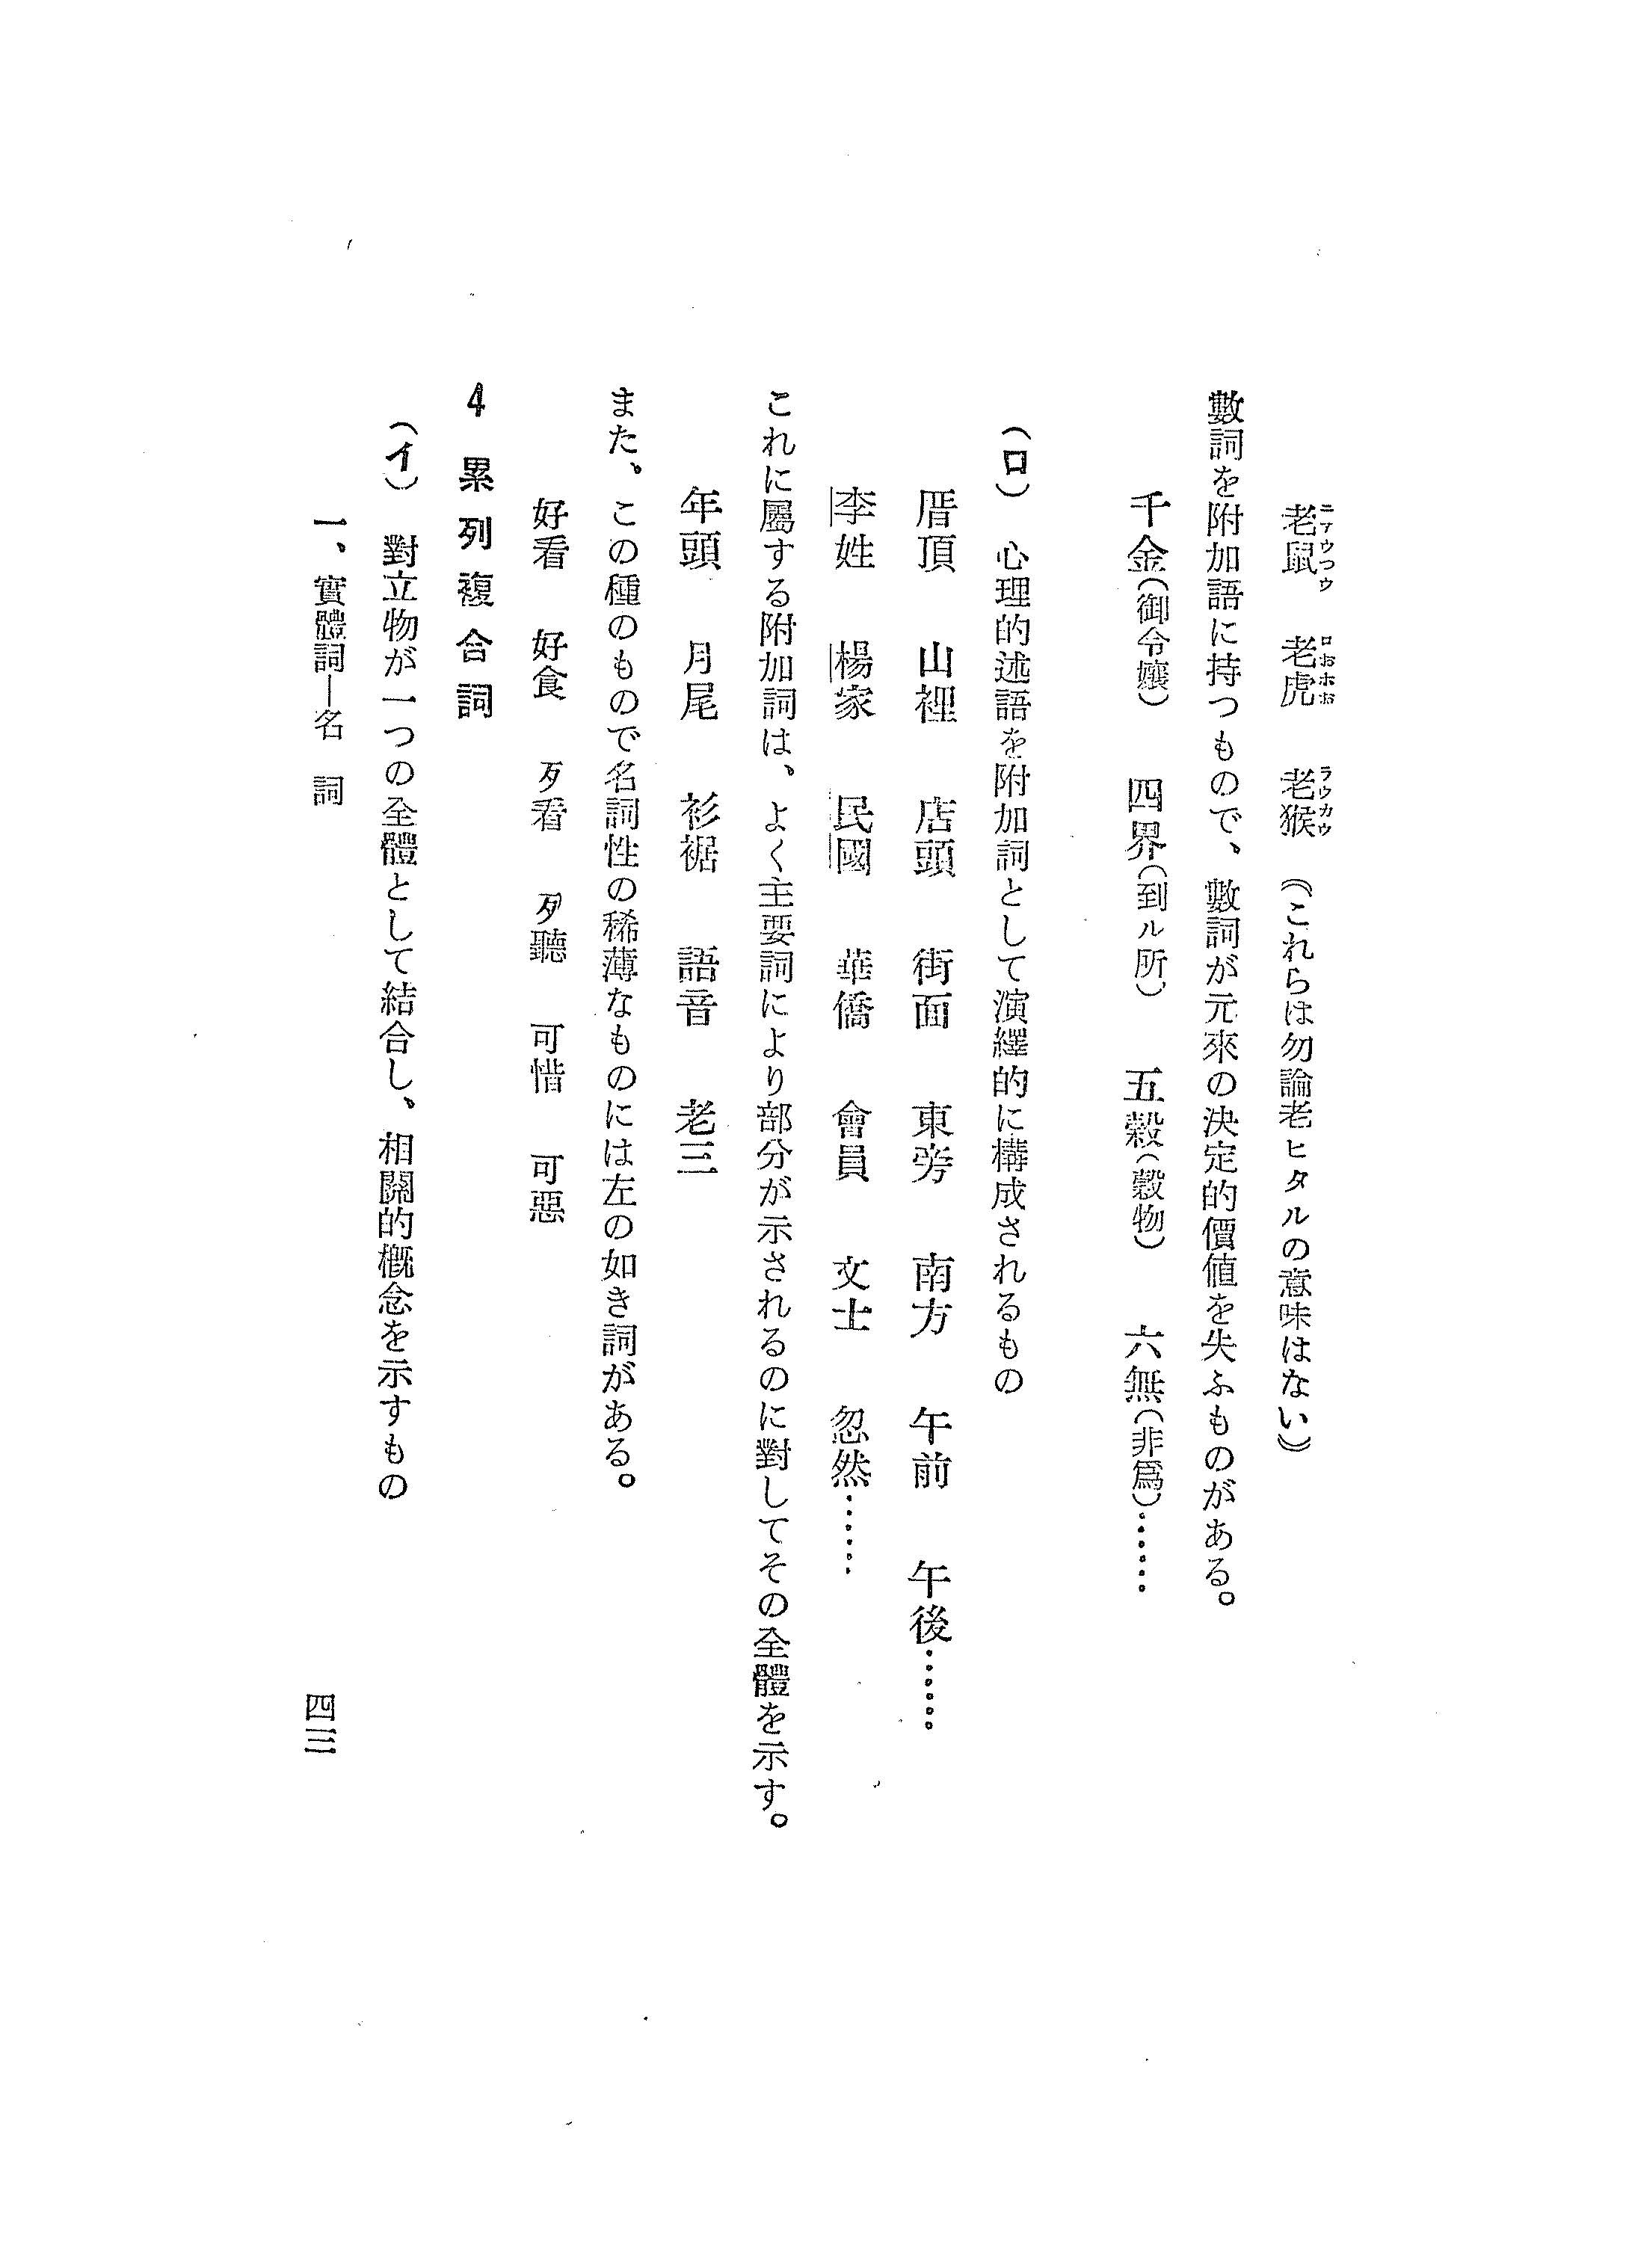 老鼠　老虎　老猴　（これらは勿論老ヒタルの意味はない）
數詞を附加語に持つもので、數詞が元來の決定的價値を失ふものがある。
千金（御令孃）　四界（到ル所）　五穀（穀物）　六無（非爲）……
（ロ）　心理的述語を附加詞として演繹的に構成されるもの
厝頂　山裡　店頭　街面　東旁　南方　午前　午後……
李姓　楊家　民國　華僑　會員　文士　忽然……
これに屬する附加詞は、よく主要詞により部分が示されるのに對してその全體を示す。
年頭　月尾　衫裾　語音　老三
また、この種のもので名詞性の稀薄なものには左の如き詞がある。
好看　好食　歹看　歹聽　可惜　可惡
4 累列複合詞
（イ）　對立物が一つの全體として結合し、相關的概念を示すもの
一、實體詞―名　詞
四三